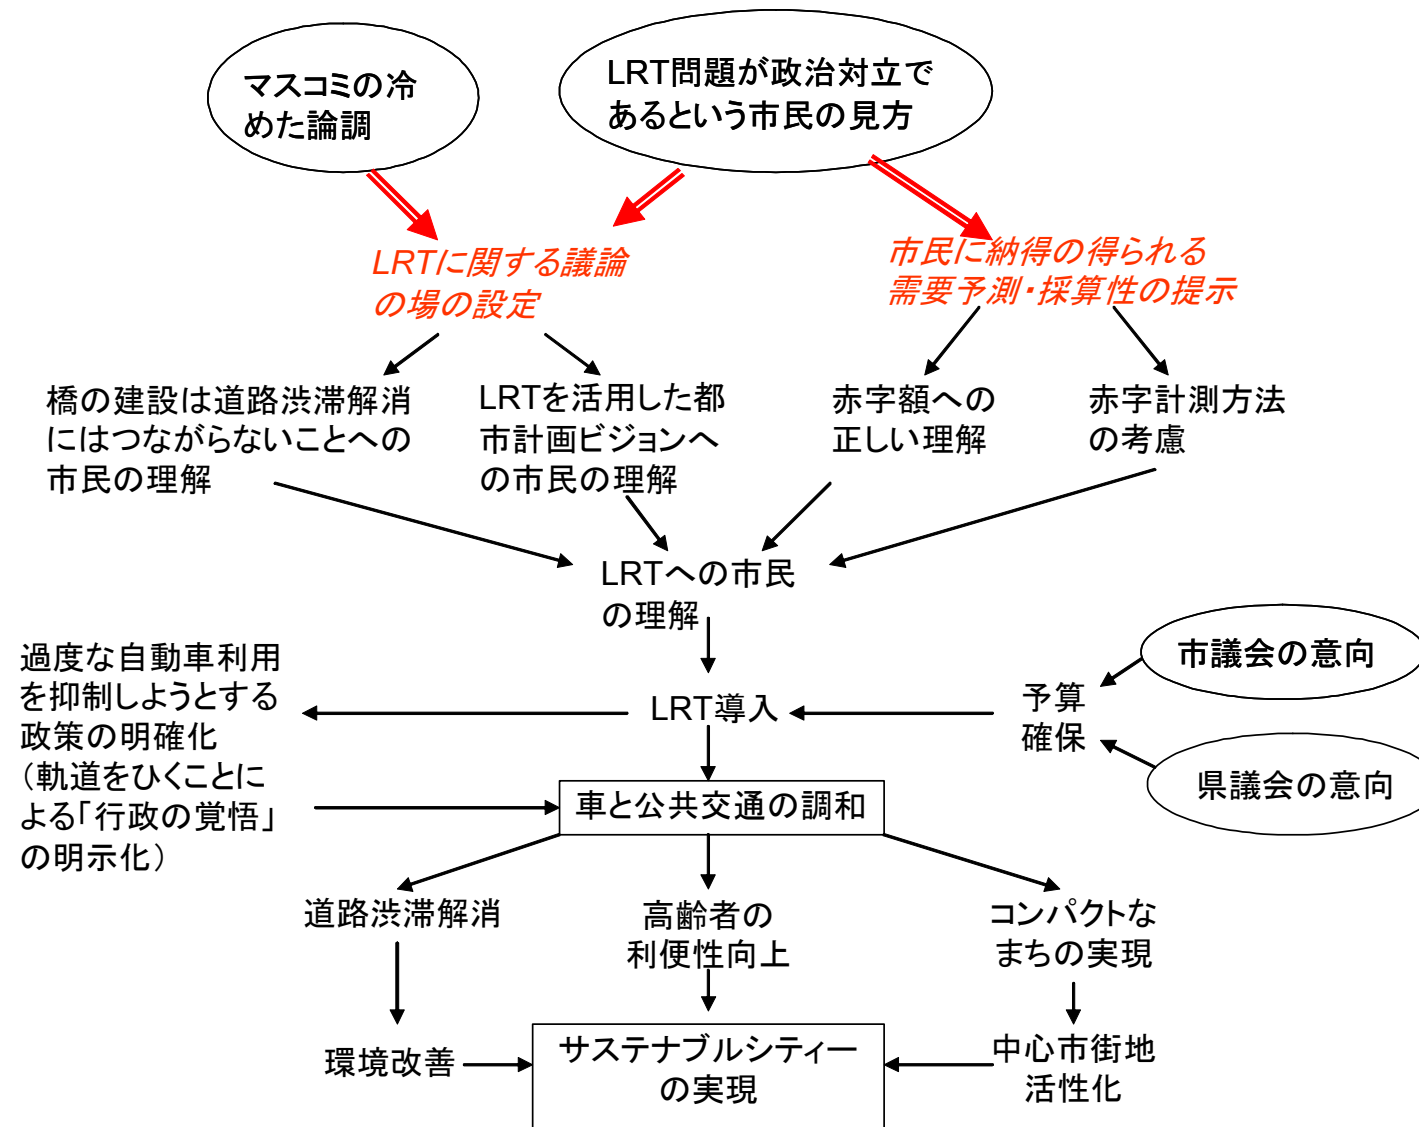 マスコミの冷
めた論調
LRT問題が政治対立で
あるという市民の見方
LRTに関する議論
の場の設定
市民に納得の得られる
需要予測・採算性の提示
橋の建設は道路渋滞解消
にはつながらないことへの
市民の理解
LRTを活用した都
市計画ビジョンへ
の市民の理解
赤字額への
正しい理解
赤字計測方法
の考慮
LRTへの市民
の理解
過度な自動車利用
を抑制しようとする
政策の明確化
（軌道をひくことに
よる「行政の覚悟」
の明示化）
LRT導入
予算
確保
市議会の意向
県議会の意向
車と公共交通の調和
道路渋滞解消
高齢者の
利便性向上
コンパクトな
まちの実現
環境改善
サステナブルシティー
の実現
中心市街地
活性化